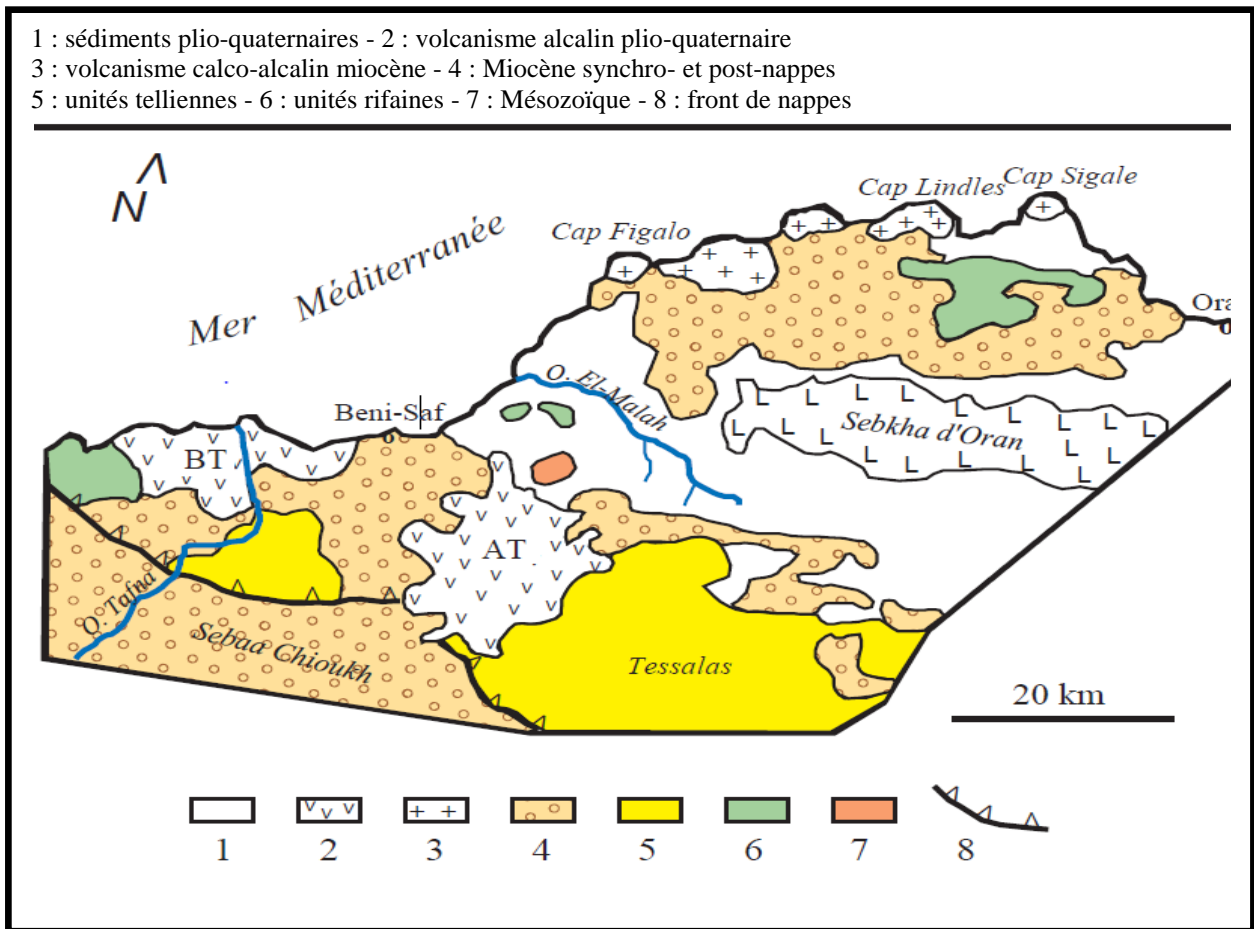 1 : sédiments plio-quaternaires - 2 : volcanisme alcalin plio-quaternaire
3 : volcanisme calco-alcalin miocène - 4 : Miocène synchro- et post-nappes
5 : unités telliennes - 6 : unités rifaines - 7 : Mésozoïque - 8 : front de nappes
N
Mer Méditerranée
Cap Figalo
Cap Lindles
Cap Sigale
Ora
O. El-Malah
Beni-Saf
Sebkha d'Oran
BT
AT
O. Tafna
Sebaa Chioukh
Tessalas
20 km
1 2 3 4 5 6 7 8